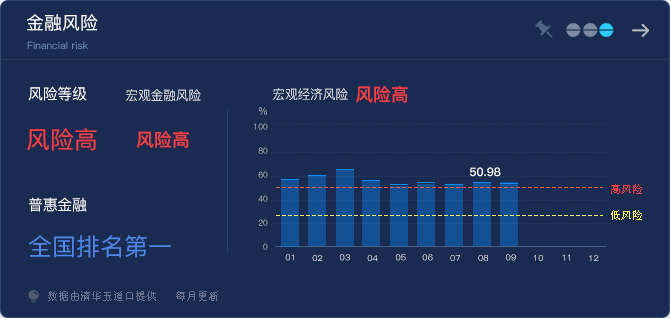 金融风险
Financial risk
风险等级 宏观金融风险
风险高 风险高
普惠金融
全国排名第一
宏观经济风险 风险高
%
100
80
60
40
20
0
50.98
高风险
低风险
01 02 03 04 05 06 07 08 09 10 11 12
数据由清华五道口提供 每月更新